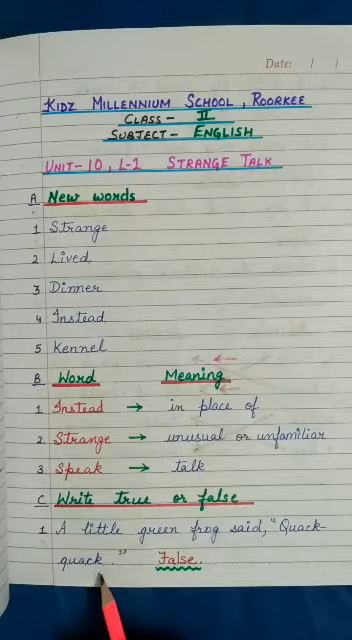 Date: / /
KIDZ MILLENNIUM SCHOOL, ROORKEE
CLASS- II
SUBJECT- ENGLISH
UNIT-10, L-1 STRANGE TALK
A New words
1 Strange
2 Lived
3 Dinner
4 Instead
5 Kennel
B Word Meaning
1 Instead → in place of
2. Strange → unusual or unfamiliar
3. Speak → talk
C Write true or false
1 A little green frog said, "Quack-
quack." False.